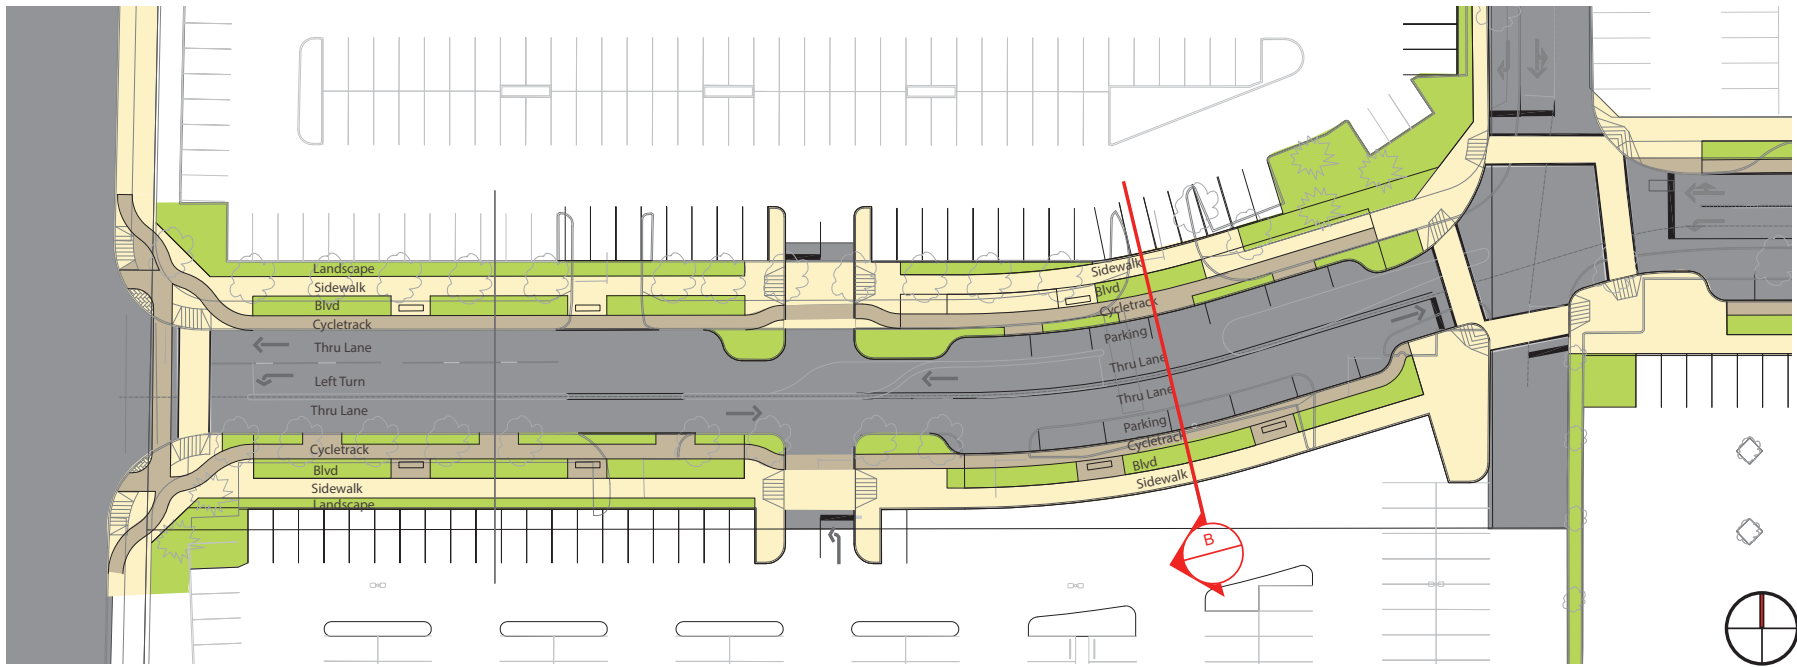 Landscape
Sidewalk
Blvd
Cycletrack
Thru Lane
Left Turn
Thru Lane
Cycletrack
Blvd
Sidewalk
Landscape
Sidewalk
Blvd
Cycletrack
Parking
Thru Lane
Thru Lane
Parking
Cycletrack
Blvd
Sidewalk
B